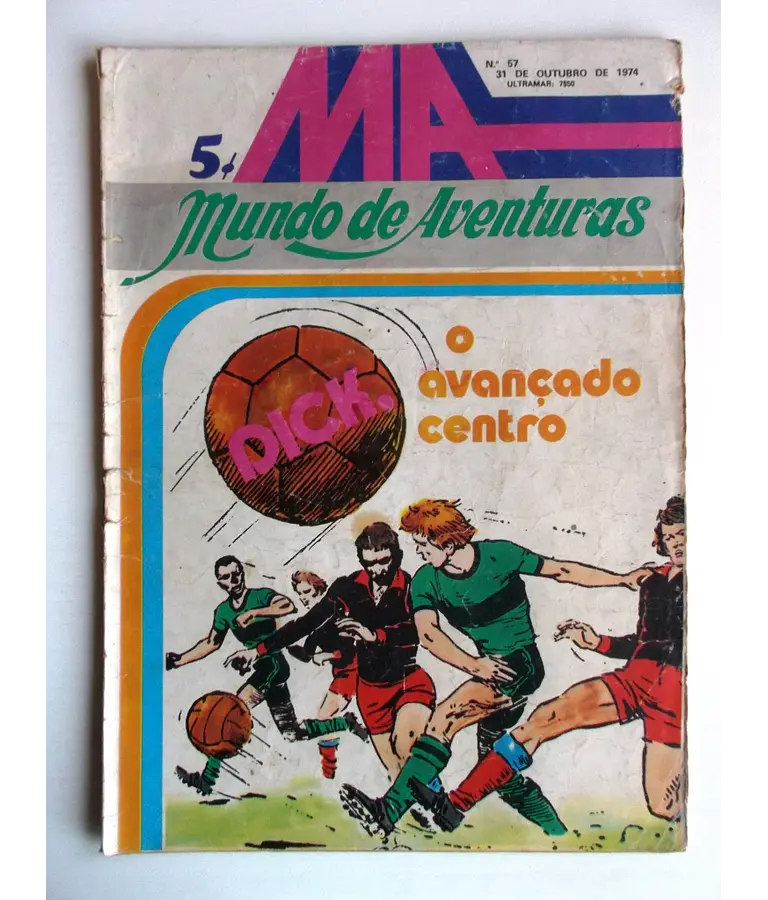 Nº 57
31 DE OUTUBRO DE 1974
ULTRAMAR: 7$50
MA
5$
Mundo de Aventuras
DICK,
o
avançado
centro